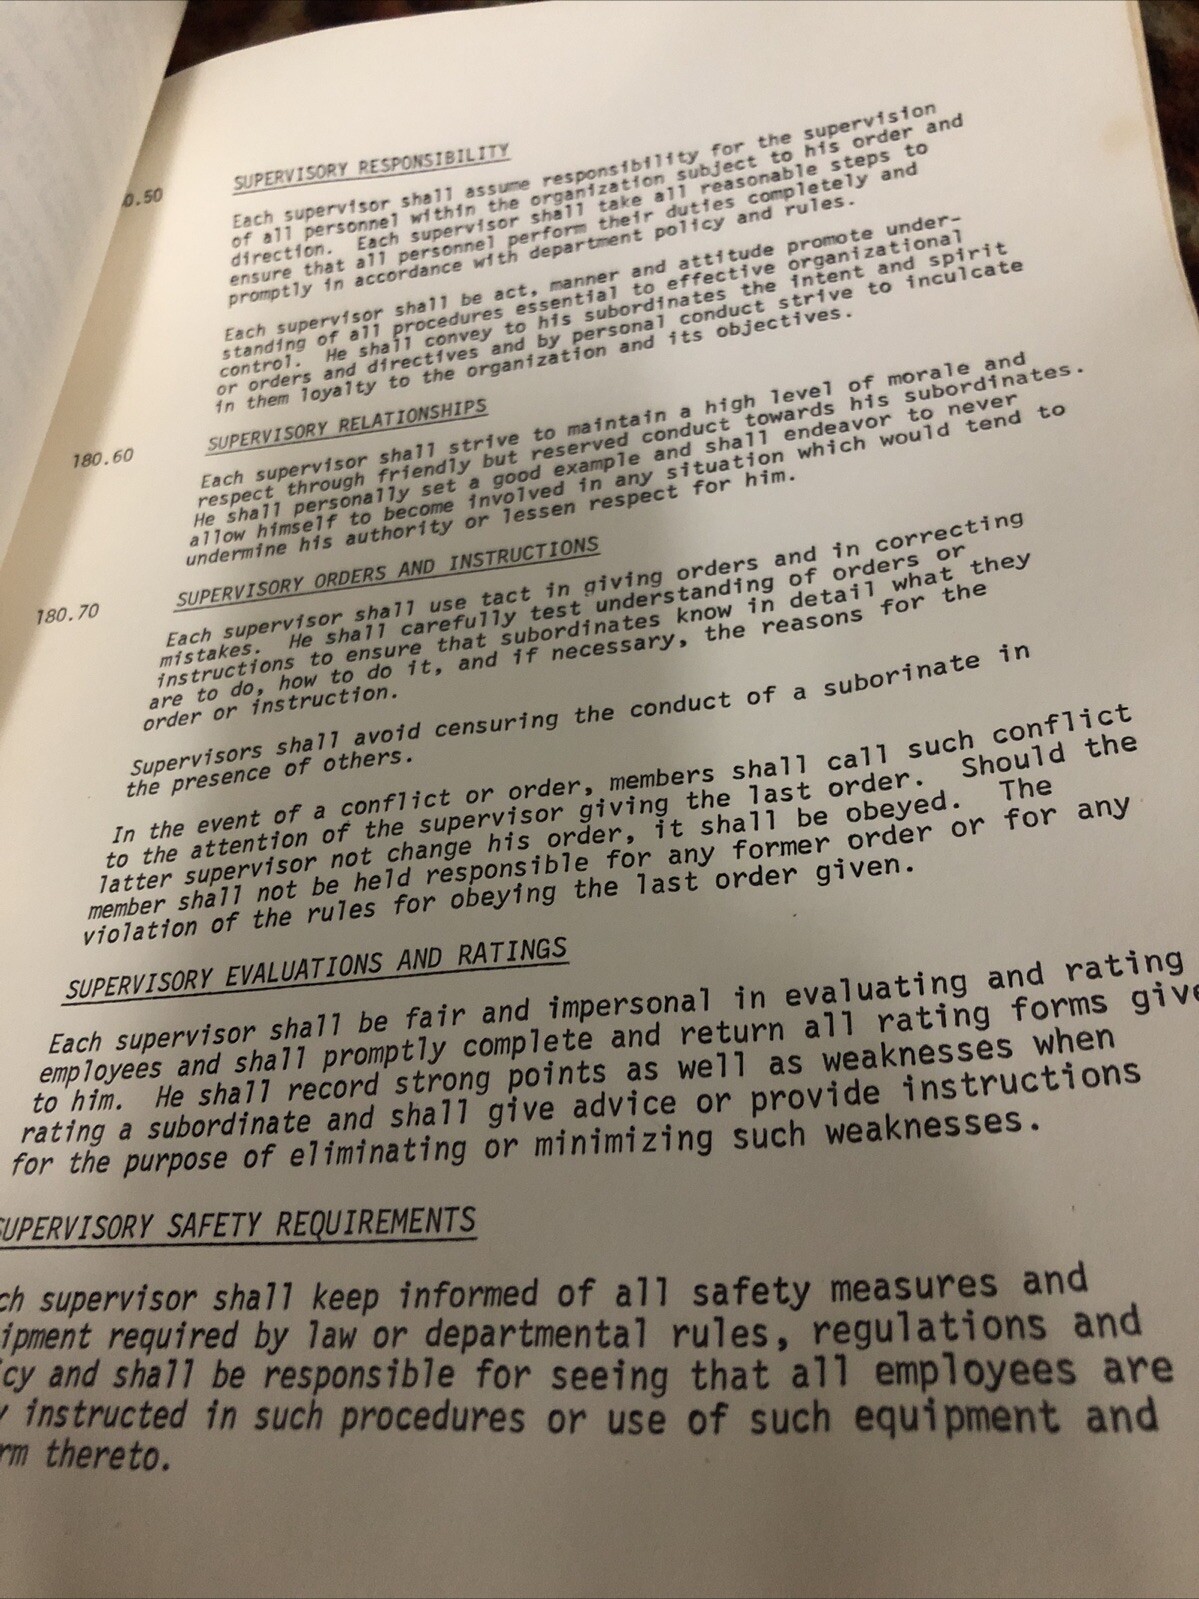 0.50 SUPERVISORY RESPONSIBILITY
Each supervisor shall assume responsibility for the supervision
of all personnel within the organization subject to his order and
direction. Each supervisor shall take all reasonable steps to
ensure that all personnel perform their duties completely and
promptly in accordance with department policy and rules.
Each supervisor shall be act, manner and attitude promote under-
standing of all procedures essential to effective organizational
control. He shall convey to his subordinates the intent and spirit
or orders and directives and by personal conduct strive to inculcate
in them loyalty to the organization and its objectives.
180.60 SUPERVISORY RELATIONSHIPS
Each supervisor shall strive to maintain a high level of morale and
respect through friendly but reserved conduct towards his subordinates.
He shall personally set a good example and shall endeavor to never
allow himself to become involved in any situation which would tend to
undermine his authority or lessen respect for him.
180.70 SUPERVISORY ORDERS AND INSTRUCTIONS
Each supervisor shall use tact in giving orders and in correcting
mistakes. He shall carefully test understanding of orders or
instructions to ensure that subordinates know in detail what they
are to do, how to do it, and if necessary, the reasons for the
order or instruction.
Supervisors shall avoid censuring the conduct of a suborinate in
the presence of others.
In the event of a conflict or order, members shall call such conflict
to the attention of the supervisor giving the last order. Should the
latter supervisor not change his order, it shall be obeyed. The
member shall not be held responsible for any former order or for any
violation of the rules for obeying the last order given.
SUPERVISORY EVALUATIONS AND RATINGS
Each supervisor shall be fair and impersonal in evaluating and rating
employees and shall promptly complete and return all rating forms give
to him. He shall record strong points as well as weaknesses when
rating a subordinate and shall give advice or provide instructions
for the purpose of eliminating or minimizing such weaknesses.
SUPERVISORY SAFETY REQUIREMENTS
ch supervisor shall keep informed of all safety measures and
ipment required by law or departmental rules, regulations and
cy and shall be responsible for seeing that all employees are
y instructed in such procedures or use of such equipment and
rm thereto.